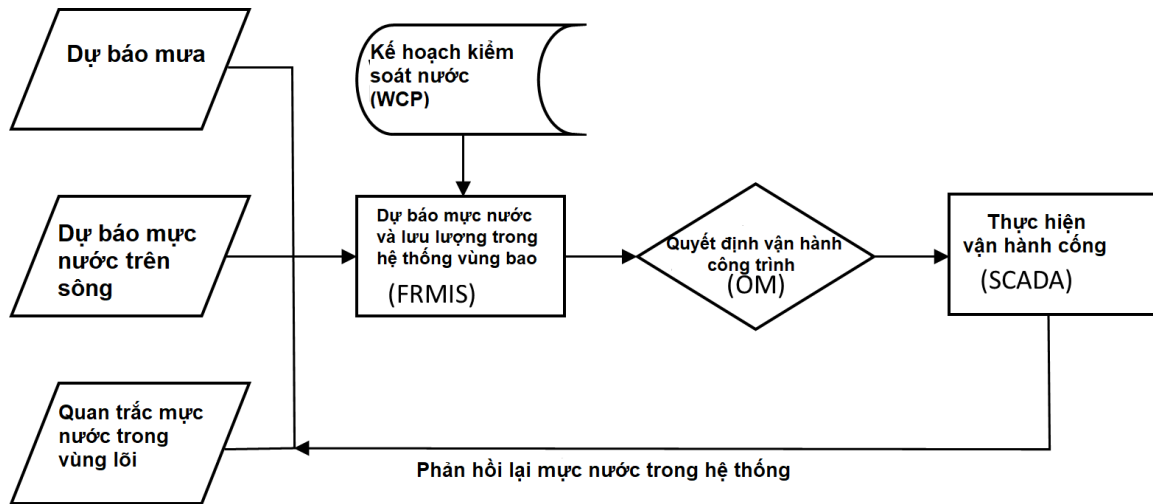 Dự báo mưa
Kế hoạch kiểm
soát nước
(WCP)
Dự báo mực
nước trên
sông
Dự báo mực nước
và lưu lượng trong
hệ thống vùng bao
(FRMIS)
Quyết định vận hành
công trình
(OM)
Thực hiện
vận hành cống
(SCADA)
Quan trắc mực
nước trong
vùng lõi
Phản hồi lại mực nước trong hệ thống